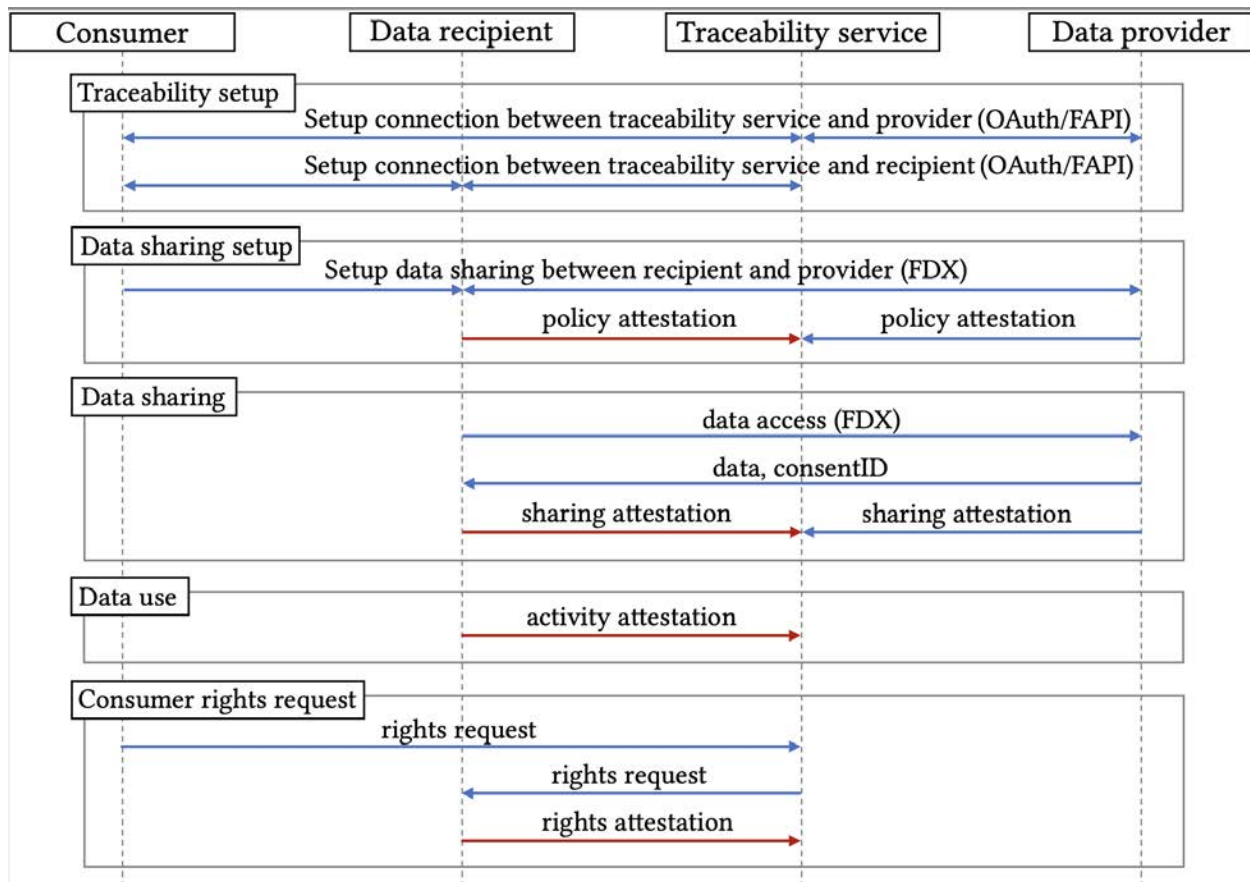 Consumer
Data recipient
Traceability service
Data provider
Traceability setup
Setup connection between traceability service and provider (OAuth/FAPI)
Setup connection between traceability service and recipient (OAuth/FAPI)
Data sharing setup
Setup data sharing between recipient and provider (FDX)
policy attestation
policy attestation
Data sharing
data access (FDX)
data, consentID
sharing attestation
sharing attestation
Data use
activity attestation
Consumer rights request
rights request
rights request
rights attestation